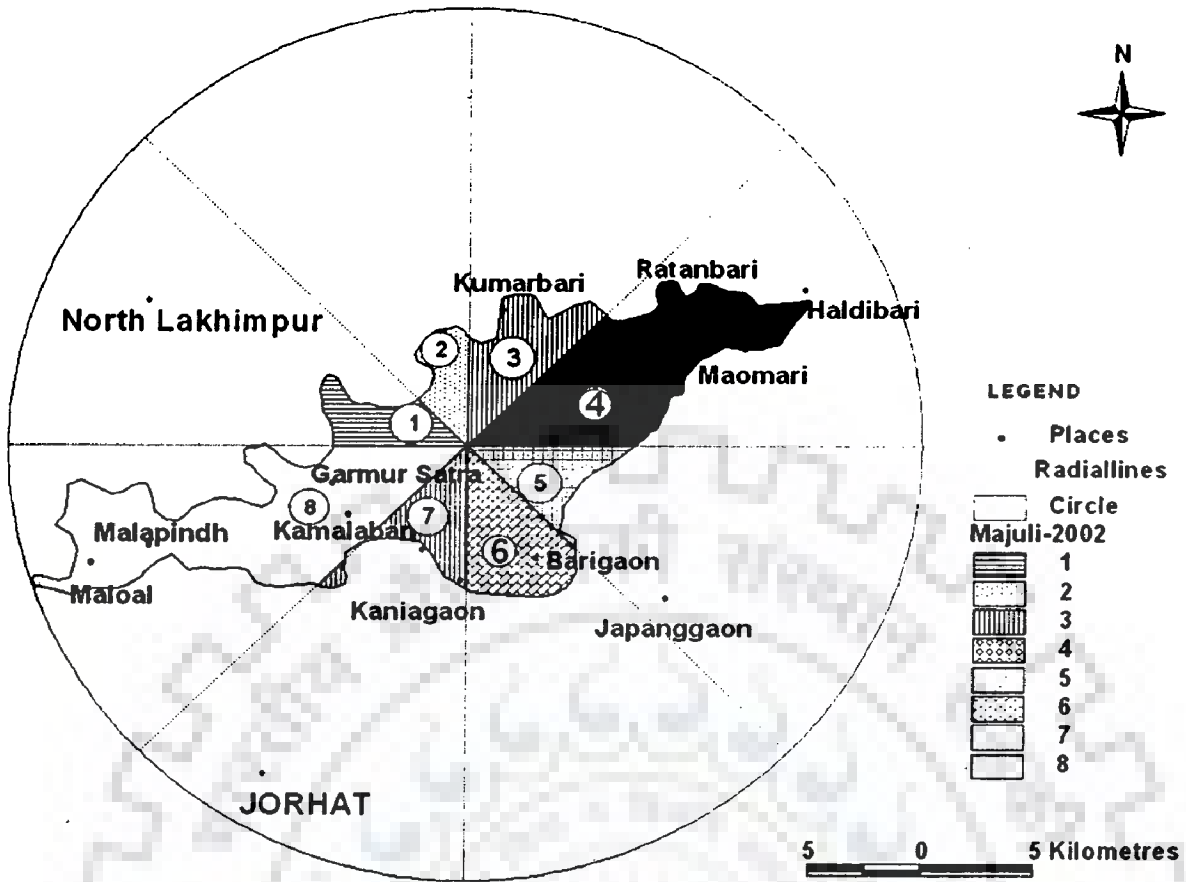 N
Kumarbari
Ratanbari
Haldibari
North Lakhimpur
2
3
Maomari
4
1
LEGEND
Places
Radiallines
Circle
Majuli-2002
1
2
3
4
5
6
7
8
Garmur Satra
5
8
7
Malapindh
Kamalabari
6
Barigaon
Maloal
Kaniagaon
Japanggaon
JORHAT
5 0 5 Kilometres